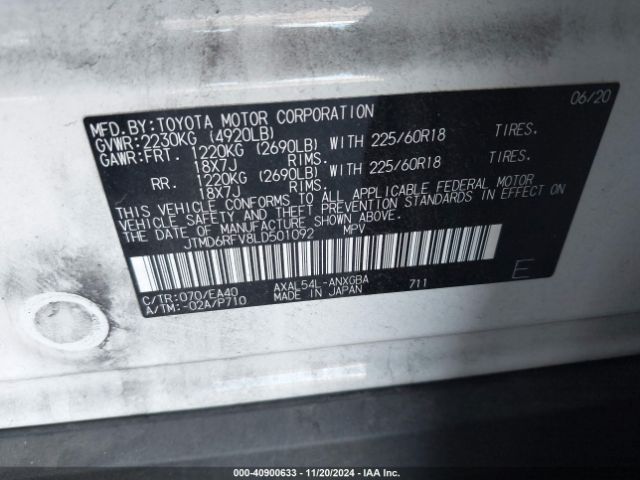 MFD.BY:TOYOTA MOTOR CORPORATION 06/20
GVWR:2230KG (4920LB)
GAWR:FRT. 1220KG (2690LB) WITH 225/60R18 TIRES.
18X7J RIMS.
RR. 1220KG (2690LB) WITH 225/60R18 TIRES.
18X7J RIMS.
THIS VEHICLE CONFORMS TO ALL APPLICABLE FEDERAL MOTOR
VEHICLE SAFETY AND THEFT PREVENTION STANDARDS IN EFFECT ON
THE DATE OF MANUFACTURE SHOWN ABOVE.
JTMD6RFV8LD501092 MPV
C/TR:070/EA40 AXAL54L-ANXGBA 711
A/TM:-02A/P710 MADE IN JAPAN
E
000-40900633 - 11/20/2024 - IAA Inc.